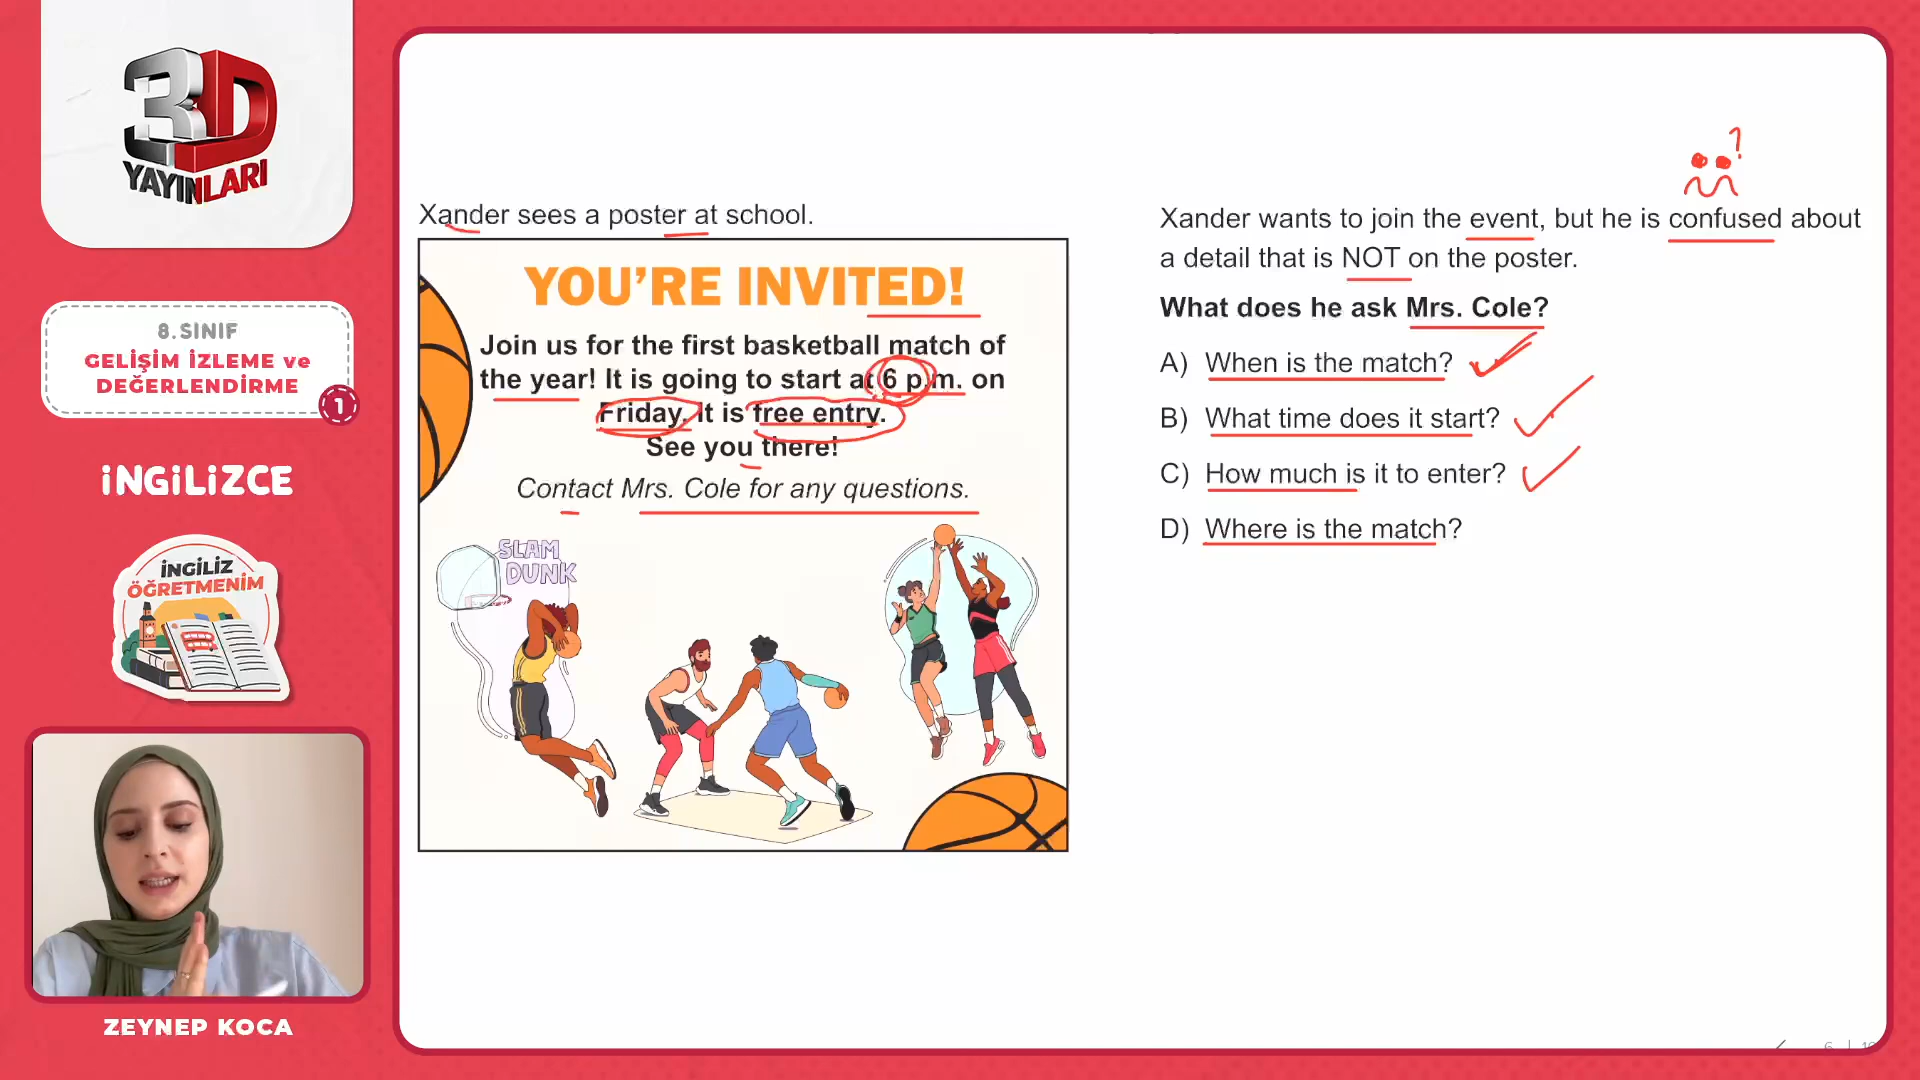 3D
YAYINLARI
8.SINIF
GELİŞİM İZLEME ve
DEĞERLENDİRME
1
İNGİLİZCE
İNGİLİZ
ÖĞRETMENİM
ZEYNEP KOCA
Xander sees a poster at school.
YOU'RE INVITED!
Join us for the first basketball match of
the year! It is going to start at 6 p.m. on
Friday. It is free entry.
See you there!
Contact Mrs. Cole for any questions.
SLAM
DUNK
?
Xander wants to join the event, but he is confused about
a detail that is NOT on the poster.
What does he ask Mrs. Cole?
A) When is the match?
B) What time does it start?
C) How much is it to enter?
D) Where is the match?